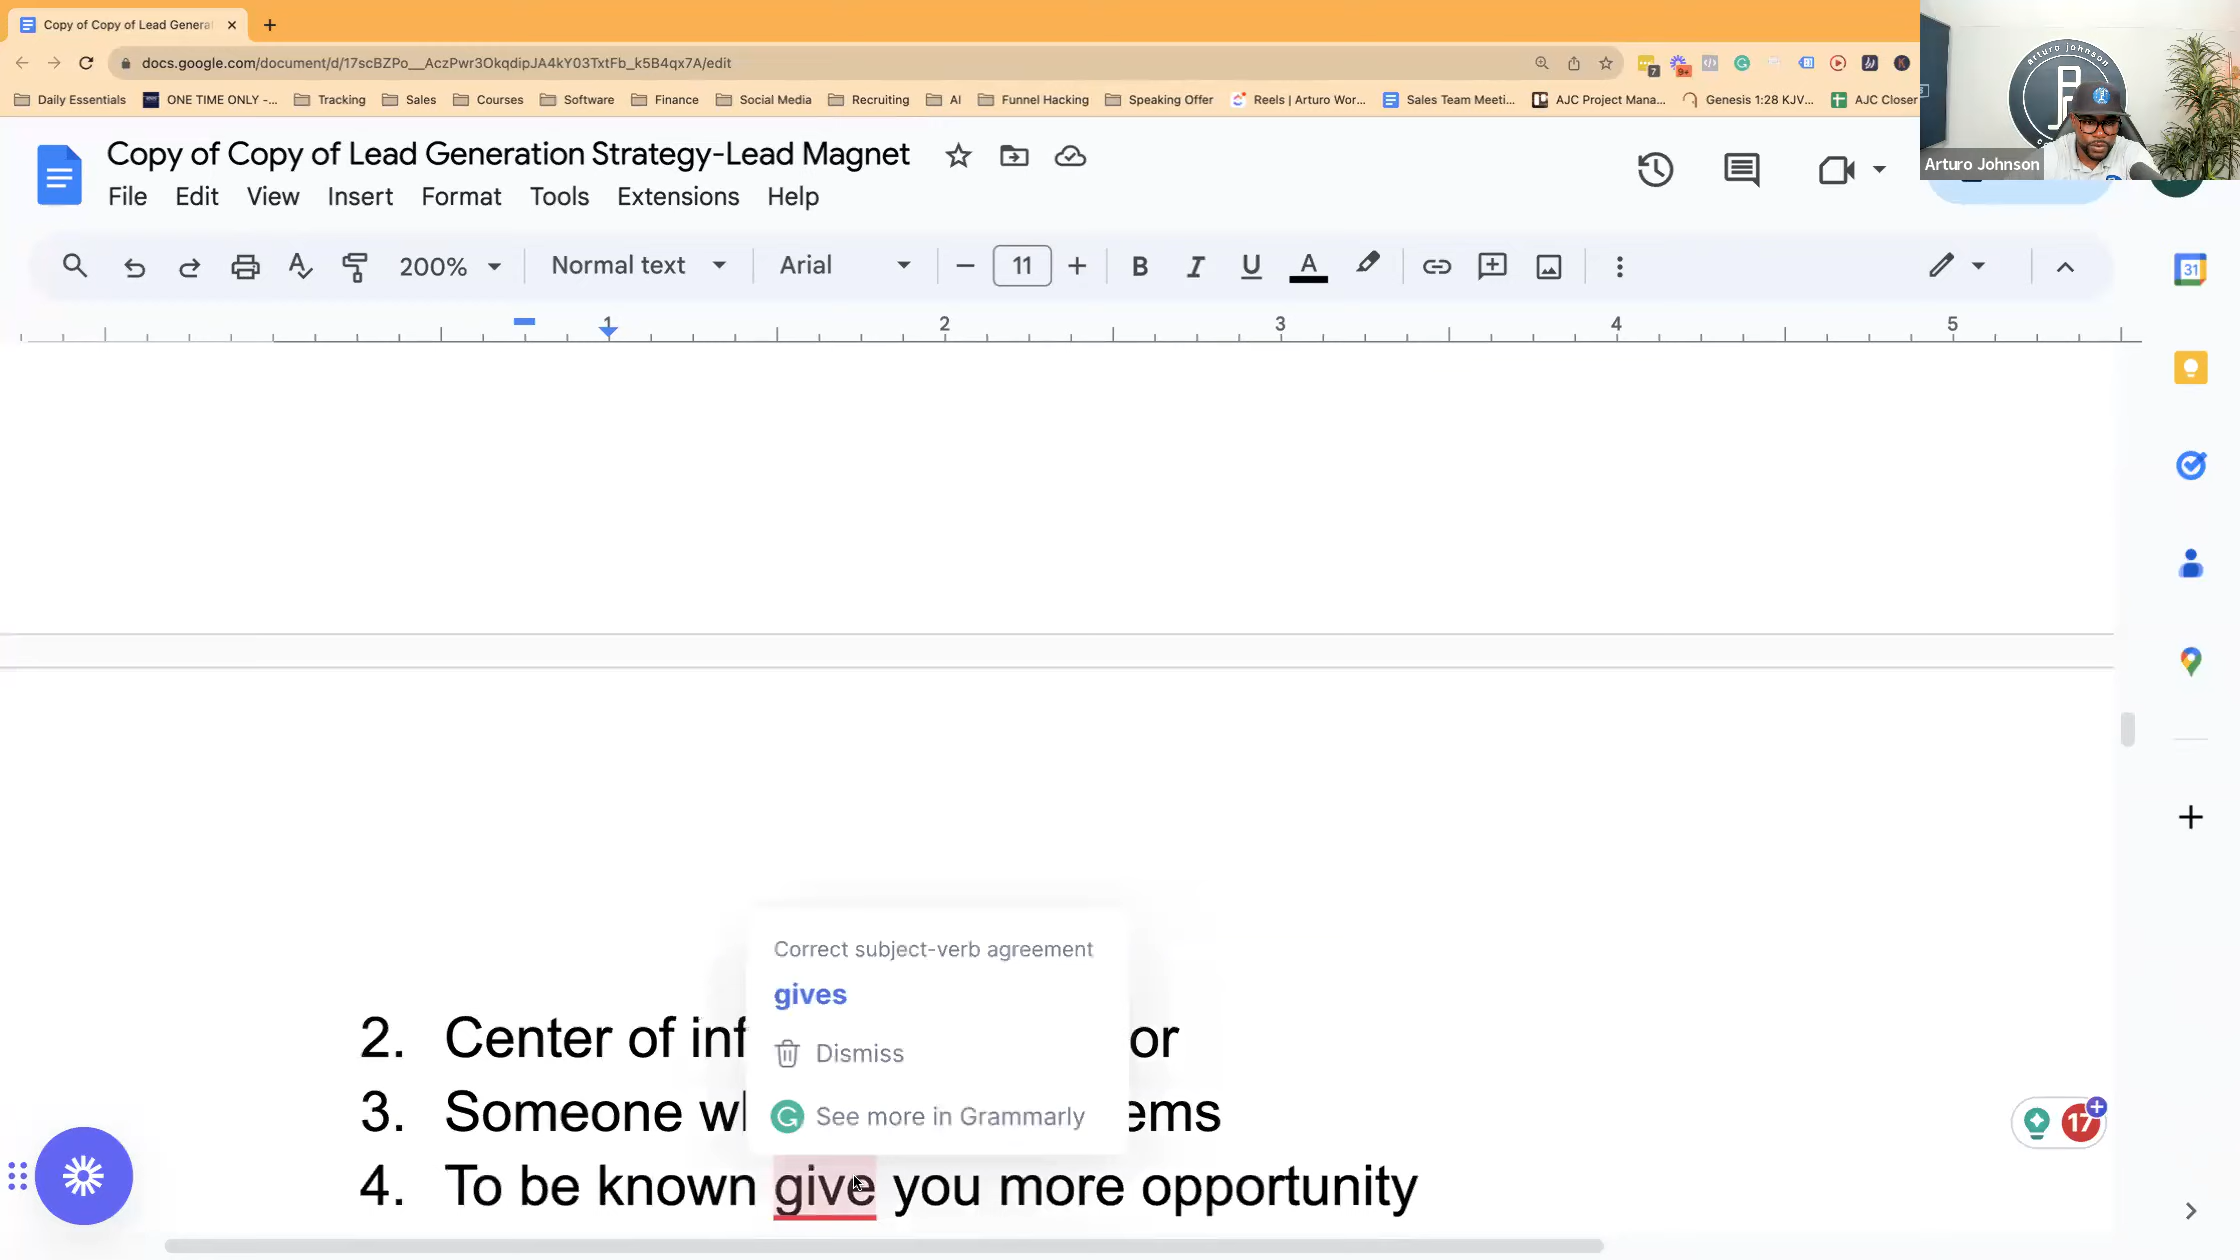 Copy of Copy of Lead Genera
docs.google.com/document/d/17scBZPo__AczPwr3OkqdipJA4kY03TxtFb_k5B4qx7A/edit
7
9+
Daily Essentials ONE TIME ONLY -... Tracking Sales Courses Software Finance Social Media Recruiting AI Funnel Hacking Speaking Offer Reels | Arturo Wor... Sales Team Meeti... AJC Project Mana... Genesis 1:28 KJV... AJC Closer
arturo johnson
Arturo Johnson
Copy of Copy of Lead Generation Strategy-Lead Magnet
File Edit View Insert Format Tools Extensions Help
200% Normal text Arial 11 B I U A
31
1 2 3 4 5
Correct subject-verb agreement
gives
Dismiss
See more in Grammarly
2. Center of inf or
3. Someone wh ems
4. To be known give you more opportunity
17